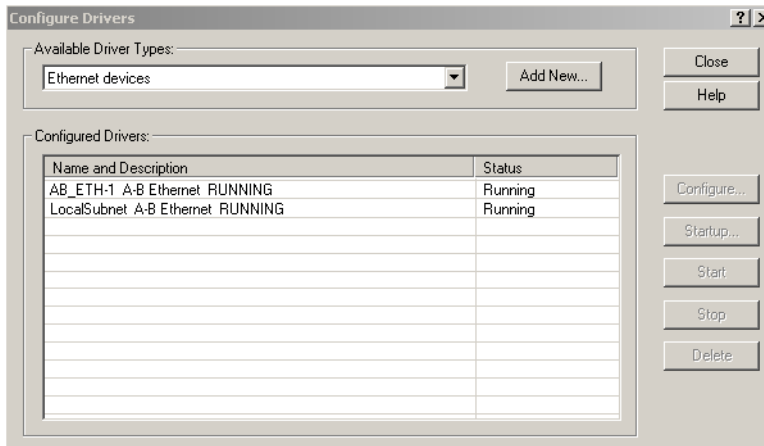 Configure Drivers
? X
Available Driver Types:
Ethernet devices
Add New...
Close
Help
Configured Drivers:
Name and Description Status
AB_ETH-1 A-B Ethernet RUNNING Running
LocalSubnet A-B Ethernet RUNNING Running
Configure...
Startup...
Start
Stop
Delete